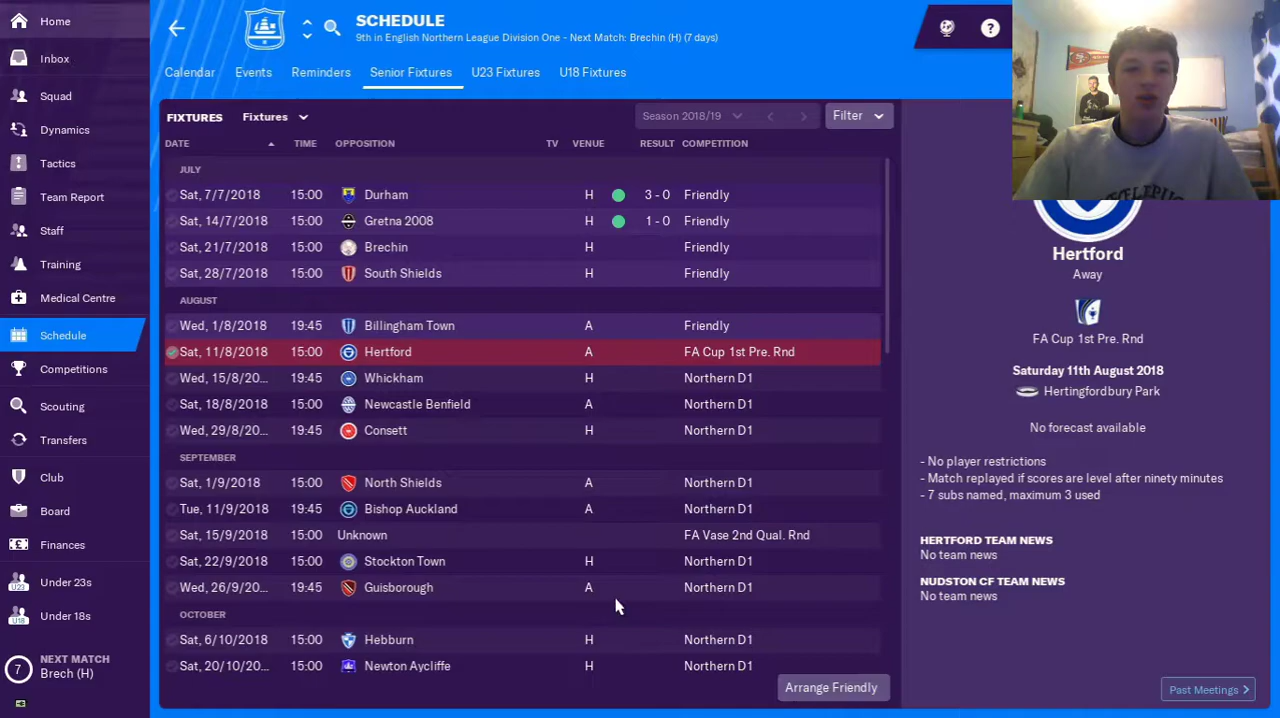 Home
Inbox
Squad
Dynamics
Tactics
Team Report
Staff
Training
Medical Centre
Schedule
Competitions
Scouting
Transfers
Club
Board
Finances
U23 Under 23s
U18 Under 18s
7 NEXT MATCH
Brech (H)
SCHEDULE
9th in English Northern League Division One - Next Match: Brechin (H) (7 days)
?
Calendar Events Reminders Senior Fixtures U23 Fixtures U18 Fixtures
FIXTURES Fixtures Season 2018/19 Filter
DATE TIME OPPOSITION TV VENUE RESULT COMPETITION
JULY
Sat, 7/7/2018 15:00 Durham H 3 - 0 Friendly
Sat, 14/7/2018 15:00 Gretna 2008 H 1 - 0 Friendly
Sat, 21/7/2018 15:00 Brechin H Friendly
Sat, 28/7/2018 15:00 South Shields H Friendly
AUGUST
Wed, 1/8/2018 19:45 Billingham Town A Friendly
Sat, 11/8/2018 15:00 Hertford A FA Cup 1st Pre. Rnd
Wed, 15/8/20... 19:45 Whickham H Northern D1
Sat, 18/8/2018 15:00 Newcastle Benfield A Northern D1
Wed, 29/8/20... 19:45 Consett H Northern D1
SEPTEMBER
Sat, 1/9/2018 15:00 North Shields A Northern D1
Tue, 11/9/2018 19:45 Bishop Auckland A Northern D1
Sat, 15/9/2018 15:00 Unknown FA Vase 2nd Qual. Rnd
Sat, 22/9/2018 15:00 Stockton Town H Northern D1
Wed, 26/9/20... 19:45 Guisborough A Northern D1
OCTOBER
Sat, 6/10/2018 15:00 Hebburn H Northern D1
Sat, 20/10/20... 15:00 Newton Aycliffe H Northern D1
Arrange Friendly
Hertford
Away
FA Cup 1st Pre. Rnd
Saturday 11th August 2018
Hertingfordbury Park
No forecast available
- No player restrictions
- Match replayed if scores are level after ninety minutes
- 7 subs named, maximum 3 used
HERTFORD TEAM NEWS
No team news
NUDSTON CF TEAM NEWS
No team news
Past Meetings